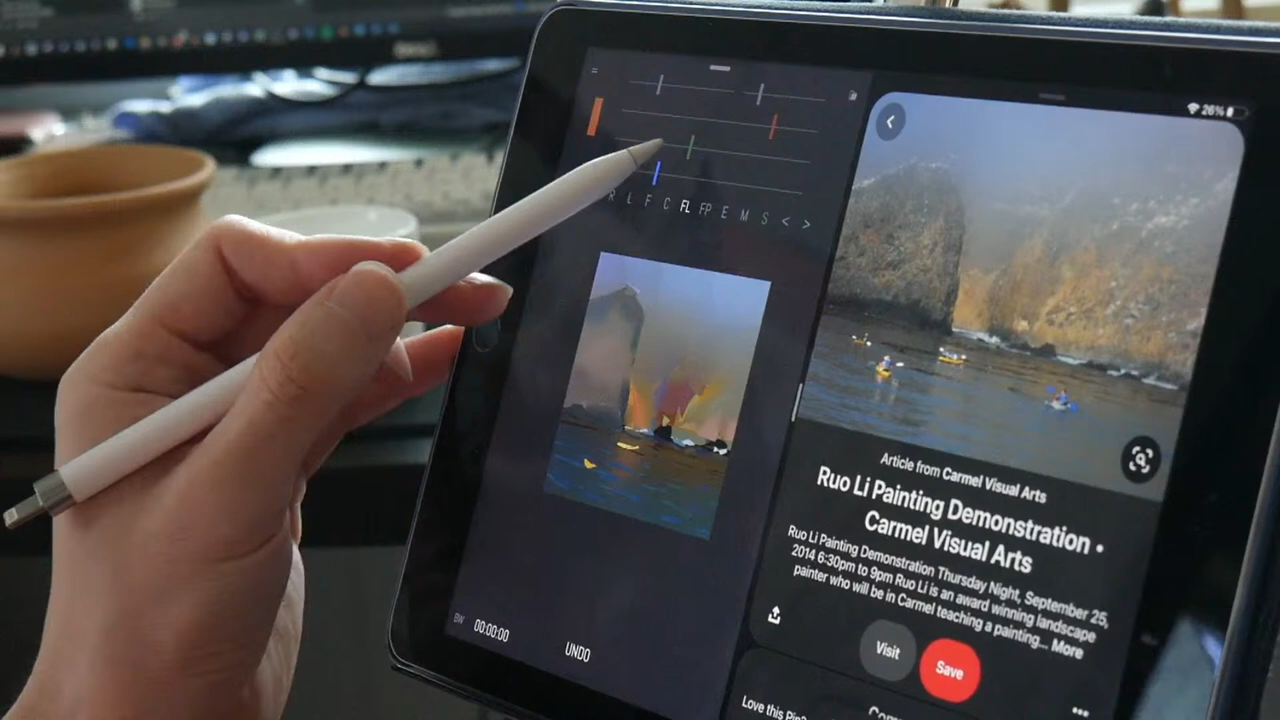 26%
R L F C FL FP E M S < >
BW 00:00:00
UNDO
Article from Carmel Visual Arts
Ruo Li Painting Demonstration •
Carmel Visual Arts
Ruo Li Painting Demonstration Thursday Night, September 25,
2014 6:30pm to 9pm Ruo Li is an award winning landscape
painter who will be in Carmel teaching a painting... More
Visit
Save
Love this Pin?